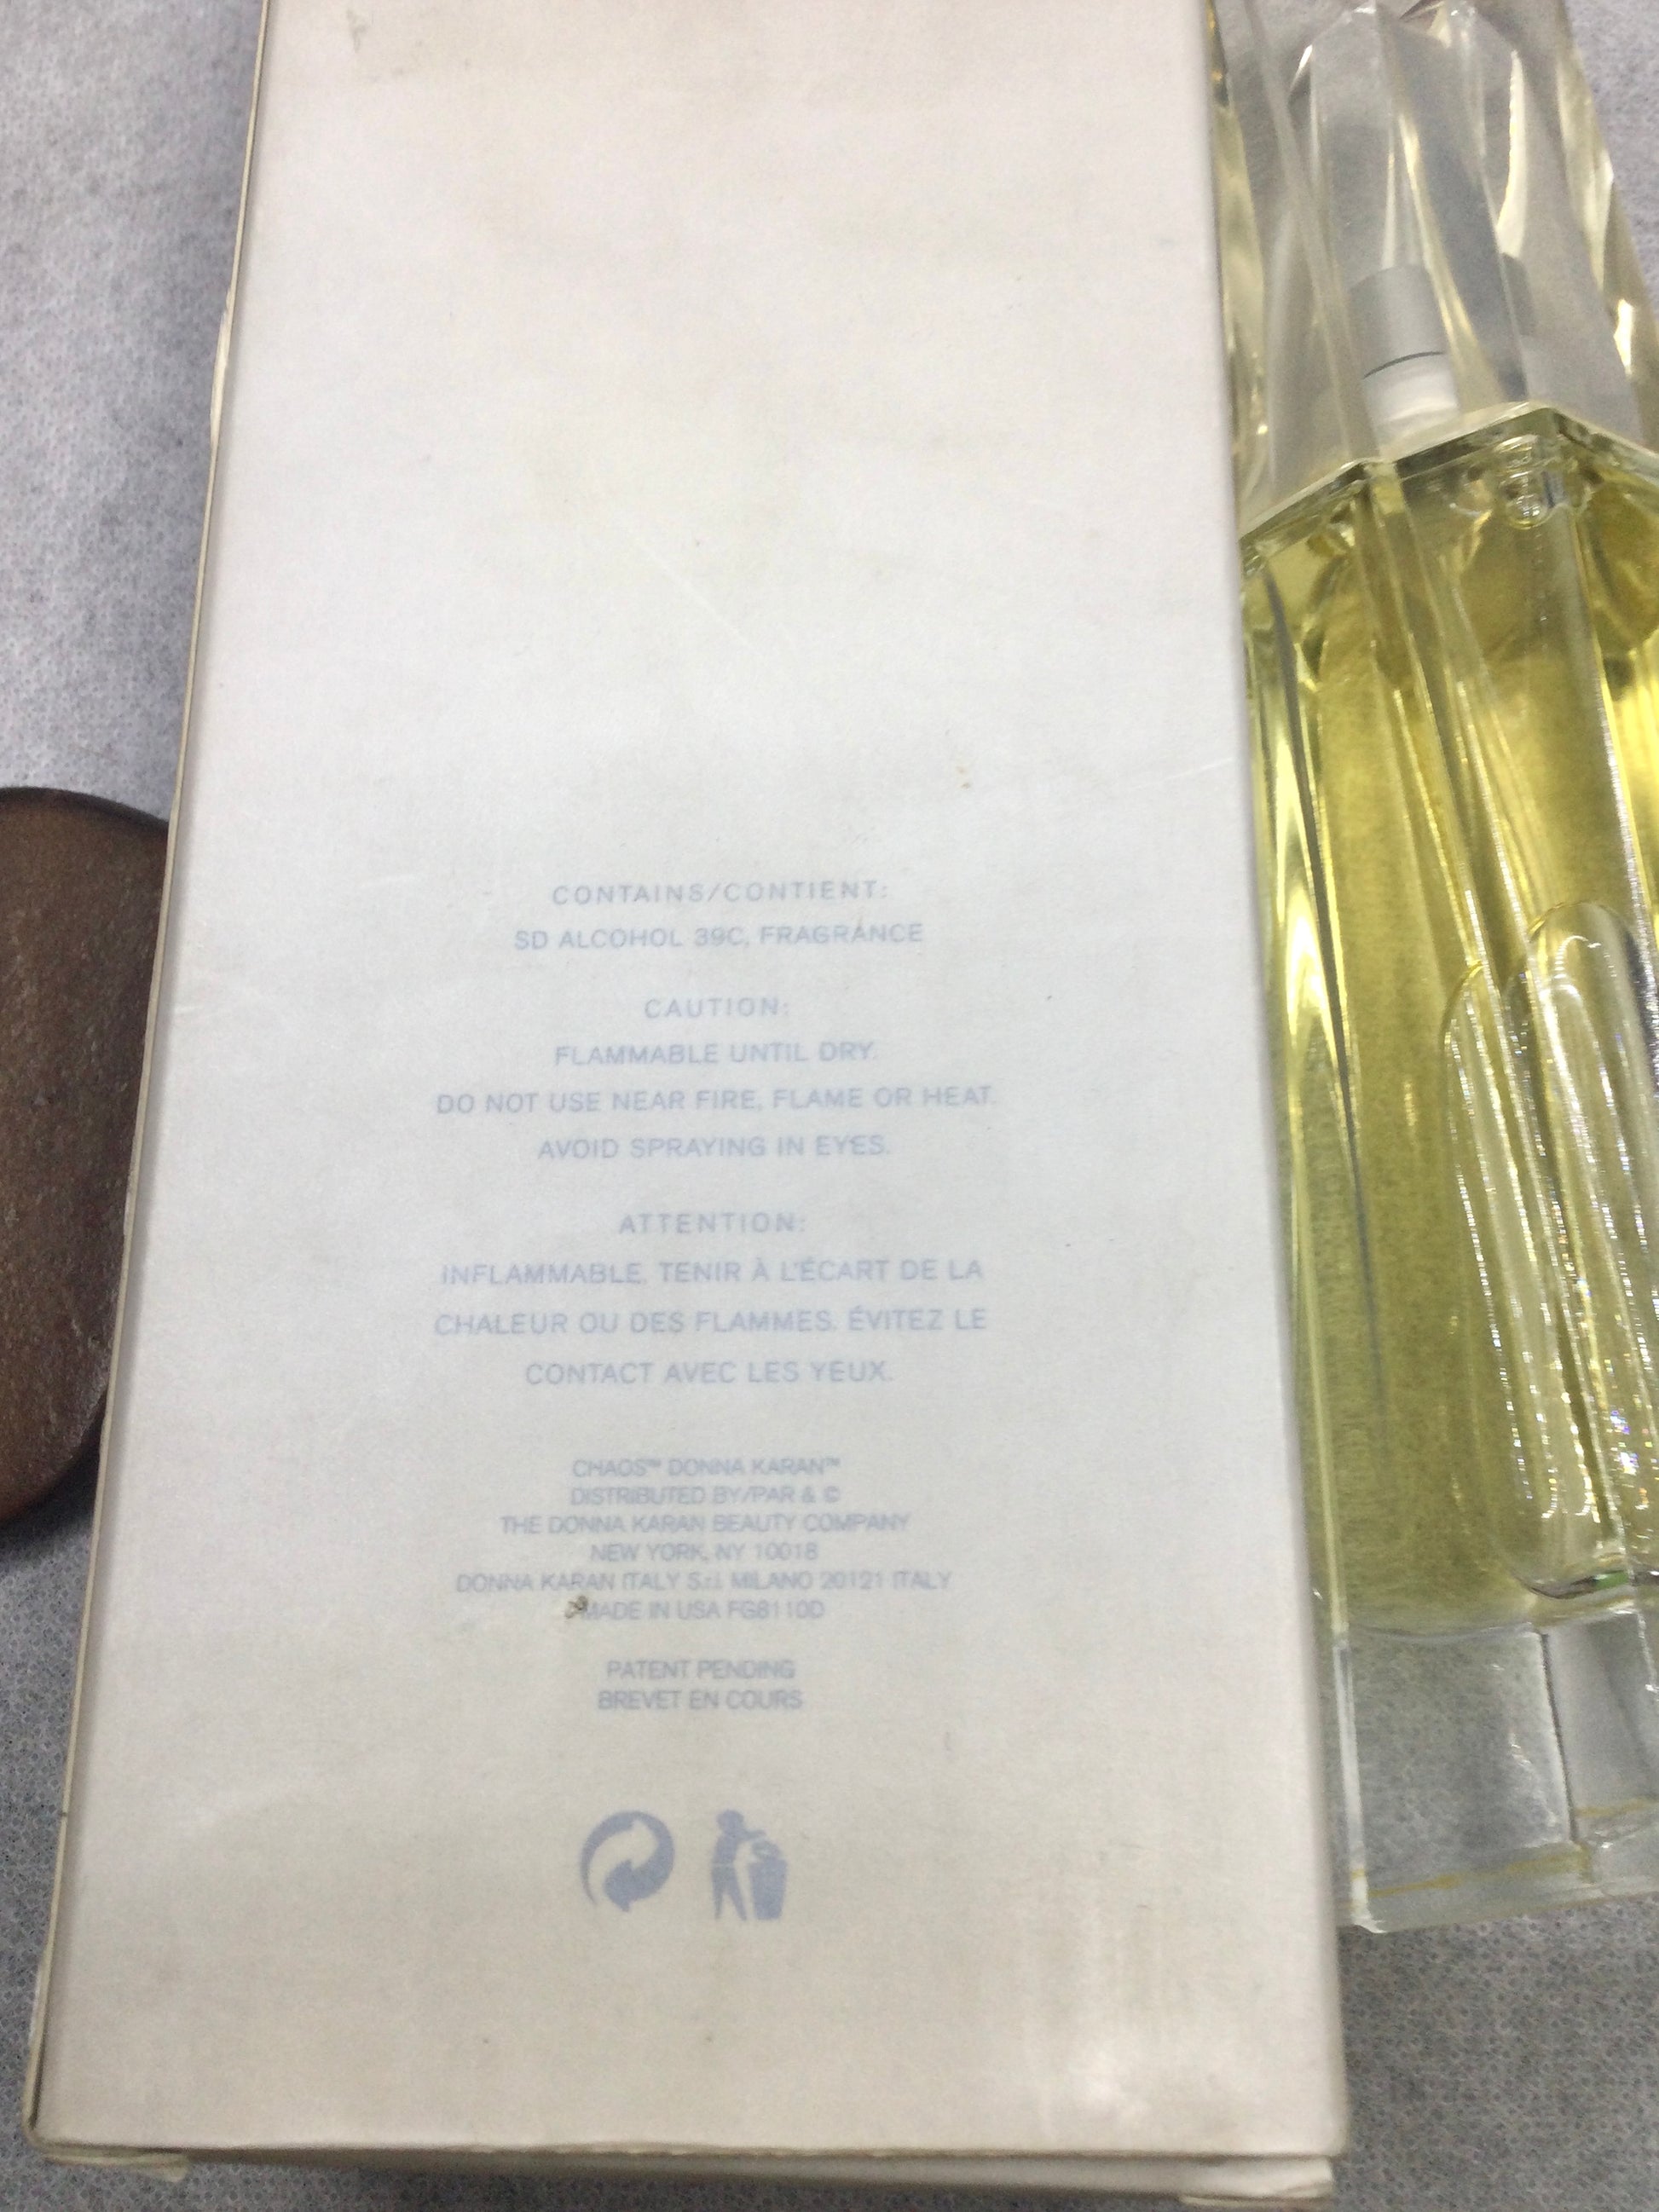 CONTAINS/CONTIENT:
SD ALCOHOL 39C, FRAGRANCE
CAUTION:
FLAMMABLE UNTIL DRY.
DO NOT USE NEAR FIRE, FLAME OR HEAT.
AVOID SPRAYING IN EYES.
ATTENTION:
INFLAMMABLE, TENIR À L'ÉCART DE LA
CHALEUR OU DES FLAMMES. ÉVITEZ LE
CONTACT AVEC LES YEUX.
CHAOS™ DONNA KARAN™
DISTRIBUTED BY/PAR & ©
THE DONNA KARAN BEAUTY COMPANY
NEW YORK, NY 10018
DONNA KARAN ITALY S.r.l. MILANO 20121 ITALY
MADE IN USA FG8110D
PATENT PENDING
BREVET EN COURS